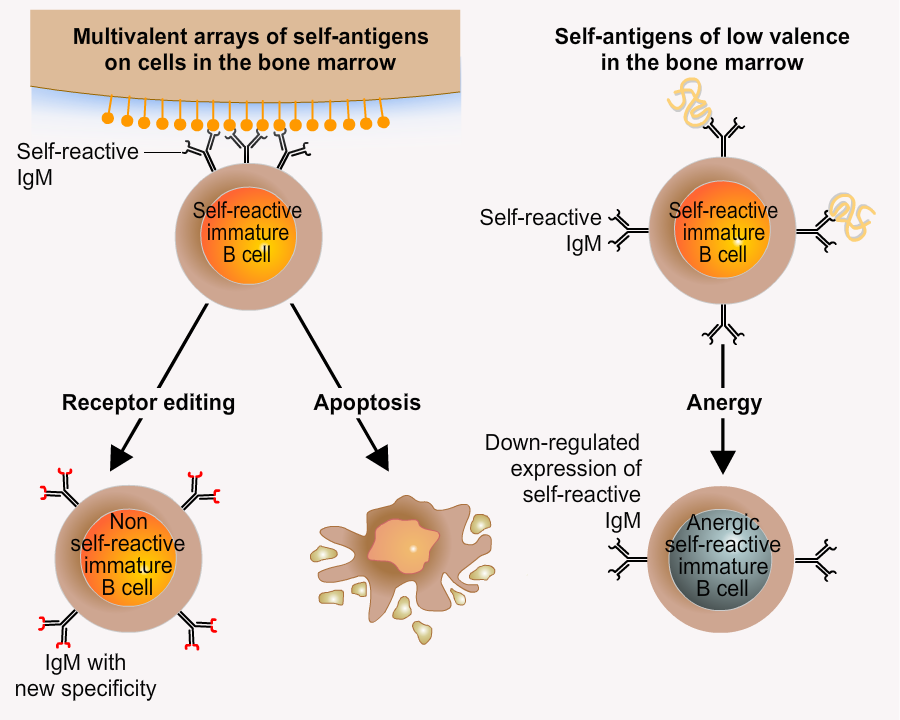 Multivalent arrays of self-antigens
on cells in the bone marrow
Self-reactive
IgM
Self-reactive
immature
B cell
Receptor editing
Apoptosis
Non
self-reactive
immature
B cell
IgM with
new specificity
Self-antigens of low valence
in the bone marrow
Self-reactive
IgM
Self-reactive
immature
B cell
Anergy
Down-regulated
expression of
self-reactive
IgM
Anergic
self-reactive
immature
B cell